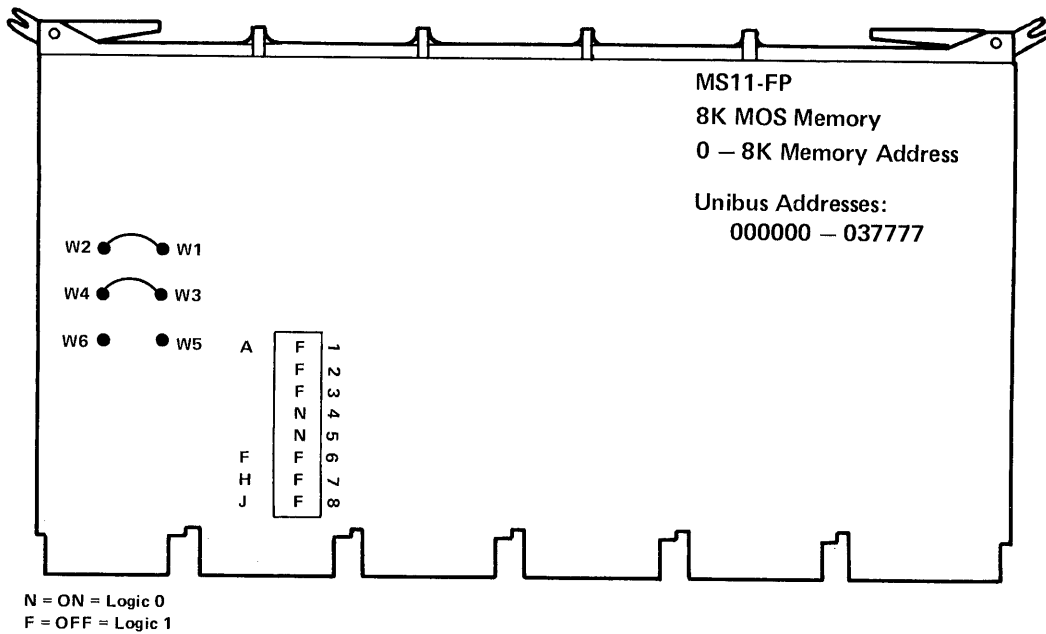 MS11-FP
8K MOS Memory
0 — 8K Memory Address
Unibus Addresses:
000000 — 037777
W2 W1
W4 W3
W6 W5
A F 1
F 2
F 3
N 4
N 5
F F 6
H F 7
J F 8
N = ON = Logic 0
F = OFF = Logic 1